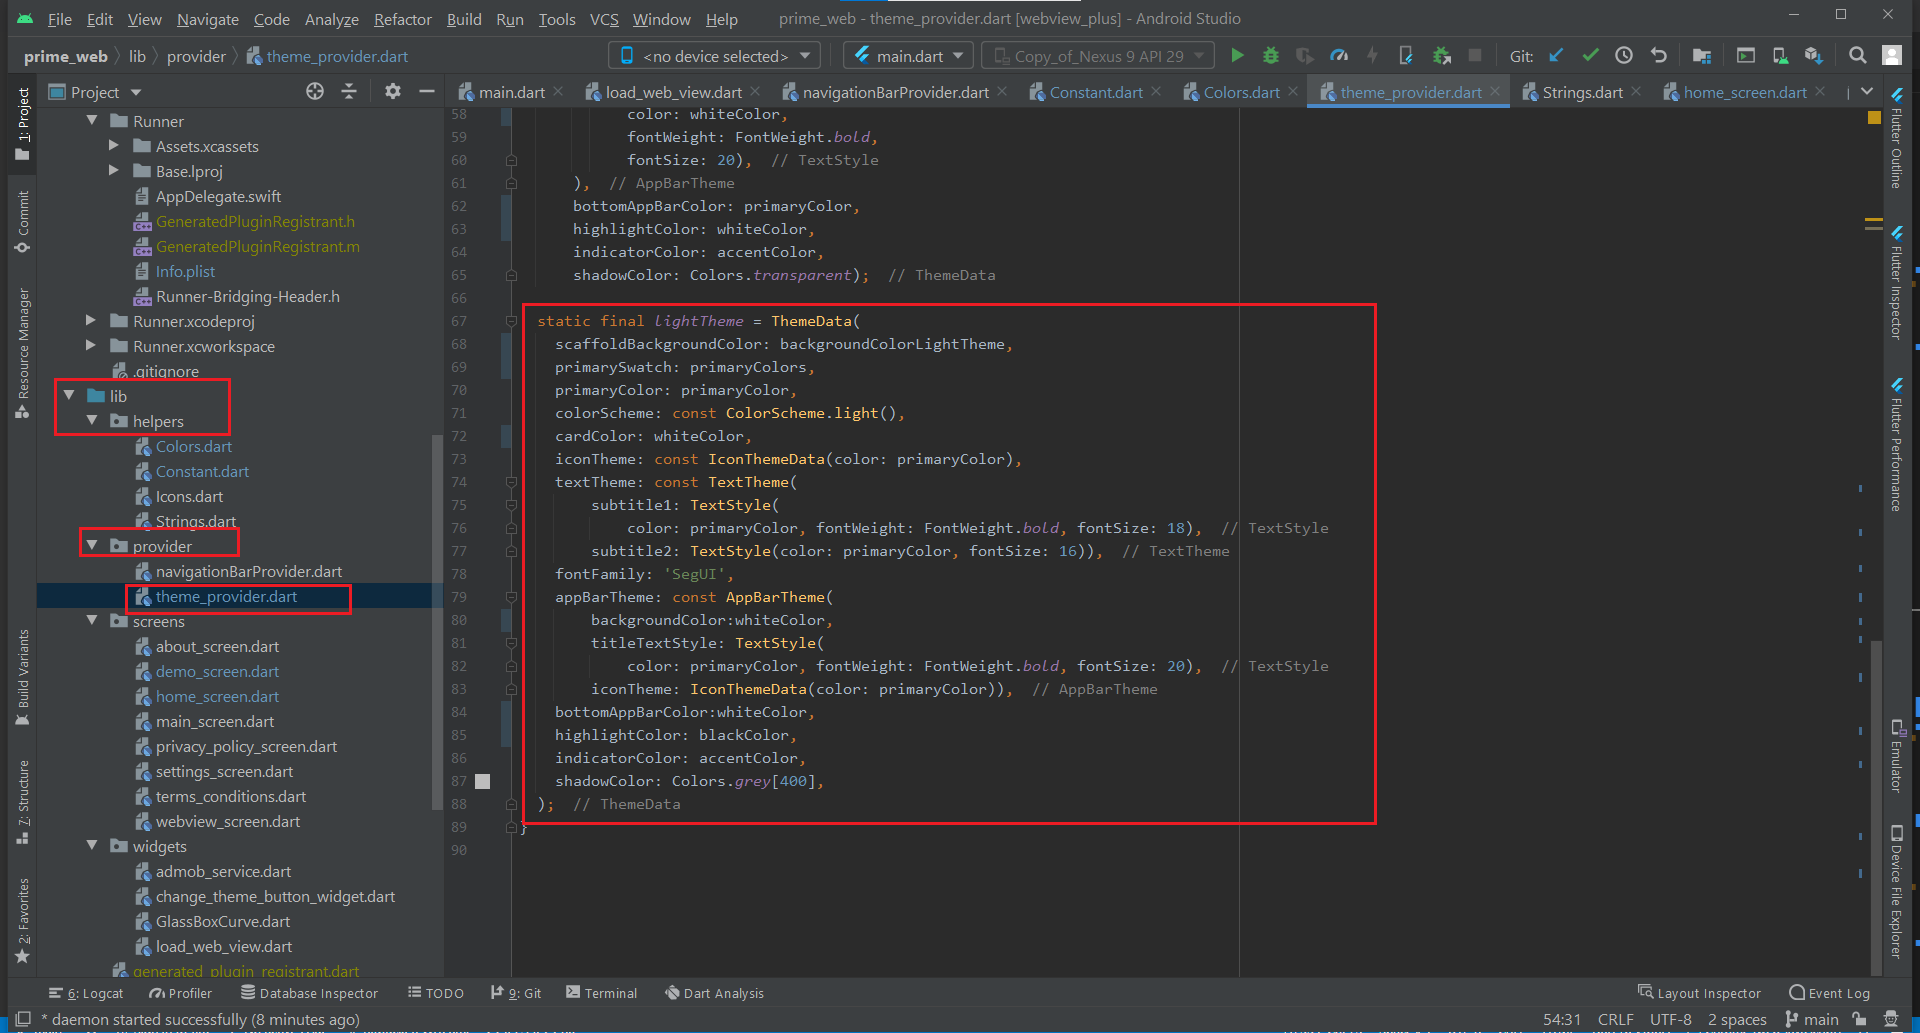 File Edit View Navigate Code Analyze Refactor Build Run Tools VCS Window Help prime_web - theme_provider.dart [webview_plus] - Android Studio
prime_web lib provider theme_provider.dart <no device selected> main.dart Copy_of_Nexus 9 API 29 Git:
Project main.dart load_web_view.dart navigationBarProvider.dart Constant.dart Colors.dart theme_provider.dart Strings.dart home_screen.dart
1: Project
Commit
Resource Manager
Build Variants
7: Structure
2: Favorites
Runner
Assets.xcassets
Base.lproj
AppDelegate.swift
GeneratedPluginRegistrant.h
GeneratedPluginRegistrant.m
Info.plist
Runner-Bridging-Header.h
Runner.xcodeproj
Runner.xcworkspace
.gitignore
lib
helpers
Colors.dart
Constant.dart
Icons.dart
Strings.dart
provider
navigationBarProvider.dart
theme_provider.dart
screens
about_screen.dart
demo_screen.dart
home_screen.dart
main_screen.dart
privacy_policy_screen.dart
settings_screen.dart
terms_conditions.dart
webview_screen.dart
widgets
admob_service.dart
change_theme_button_widget.dart
GlassBoxCurve.dart
load_web_view.dart
generated_plugin_registrant.dart
58 color: whiteColor,
59 fontWeight: FontWeight.bold,
60 fontSize: 20), // TextStyle
61 ), // AppBarTheme
62 bottomAppBarColor: primaryColor,
63 highlightColor: whiteColor,
64 indicatorColor: accentColor,
65 shadowColor: Colors.transparent); // ThemeData
66
67 static final lightTheme = ThemeData(
68 scaffoldBackgroundColor: backgroundColorLightTheme,
69 primarySwatch: primaryColors,
70 primaryColor: primaryColor,
71 colorScheme: const ColorScheme.light(),
72 cardColor: whiteColor,
73 iconTheme: const IconThemeData(color: primaryColor),
74 textTheme: const TextTheme(
75 subtitle1: TextStyle(
76 color: primaryColor, fontWeight: FontWeight.bold, fontSize: 18), // TextStyle
77 subtitle2: TextStyle(color: primaryColor, fontSize: 16)), // TextTheme
78 fontFamily: 'SegUI',
79 appBarTheme: const AppBarTheme(
80 backgroundColor:whiteColor,
81 titleTextStyle: TextStyle(
82 color: primaryColor, fontWeight: FontWeight.bold, fontSize: 20), // TextStyle
83 iconTheme: IconThemeData(color: primaryColor)), // AppBarTheme
84 bottomAppBarColor:whiteColor,
85 highlightColor: blackColor,
86 indicatorColor: accentColor,
87 shadowColor: Colors.grey[400],
88 ); // ThemeData
89 }
90
Flutter Outline
Flutter Inspector
Flutter Performance
Emulator
Device File Explorer
6: Logcat Profiler Database Inspector TODO 9: Git Terminal Dart Analysis Layout Inspector Event Log
* daemon started successfully (8 minutes ago) 54:31 CRLF UTF-8 2 spaces main